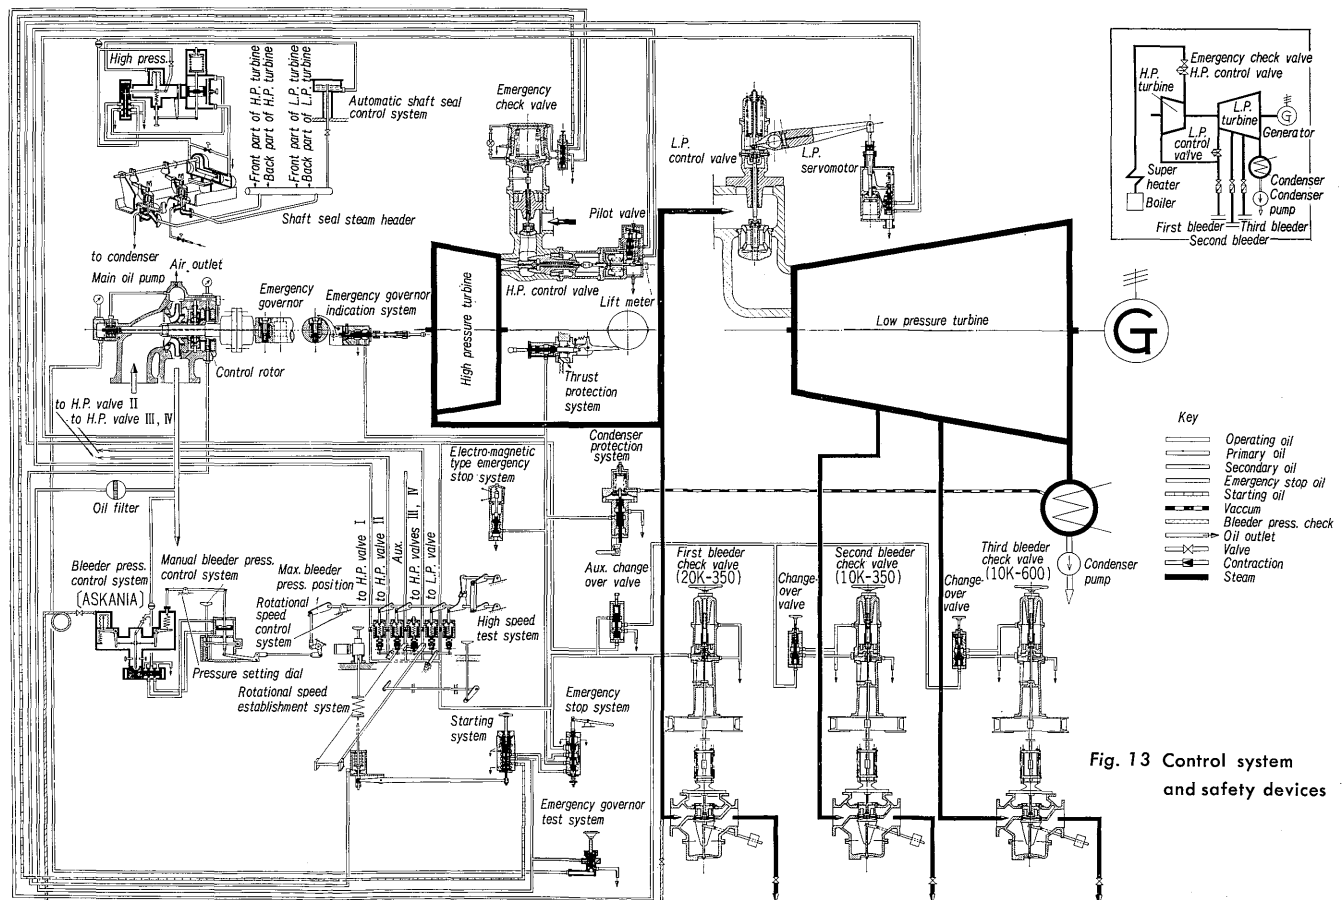 High press.
Front part of H.P. turbine
Back part of H.P. turbine
Front part of L.P. turbine
Back part of L.P. turbine
Automatic shaft seal
control system
Shaft seal steam header
to condenser
Main oil pump
Air outlet
Emergency
governor
Emergency governor
indication system
Control rotor
to H.P. valve II
to H.P. valve III, IV
Oil filter
Emergency
check valve
Pilot valve
H.P. control valve
Lift meter
High pressure turbine
Thrust
protection
system
L.P.
control valve
L.P.
servomotor
Low pressure turbine
G
Emergency check valve
H.P. control valve
H.P.
turbine
L.P.
turbine
G
Generator
L.P.
control
valve
Super
heater
Boiler
Condenser
Condenser
pump
First bleeder
Third bleeder
Second bleeder
Key
Operating oil
Primary oil
Secondary oil
Emergency stop oil
Starting oil
Vaccum
Bleeder press. check
Oil outlet
Valve
Contraction
Steam
Electro-magnetic
type emergency
stop system
Condenser
protection
system
to H.P. valve I
to H.P. valve II
Aux.
to H.P. valves III, IV
to L.P. valve
Bleeder press.
control system
(ASKANIA)
Manual bleeder press.
control system
Max. bleeder
press. position
Rotational
speed
control
system
Pressure setting dial
Rotational speed
establishment system
High speed
test system
Starting
system
Emergency
stop system
Emergency governor
test system
Aux. change
over valve
First bleeder
check valve
(20K-350)
Change-
over
valve
Second bleeder
check valve
(10K-350)
Third bleeder
check valve
(10K-600)
Change-
over
valve
Condenser
pump
Fig. 13 Control system
and safety devices